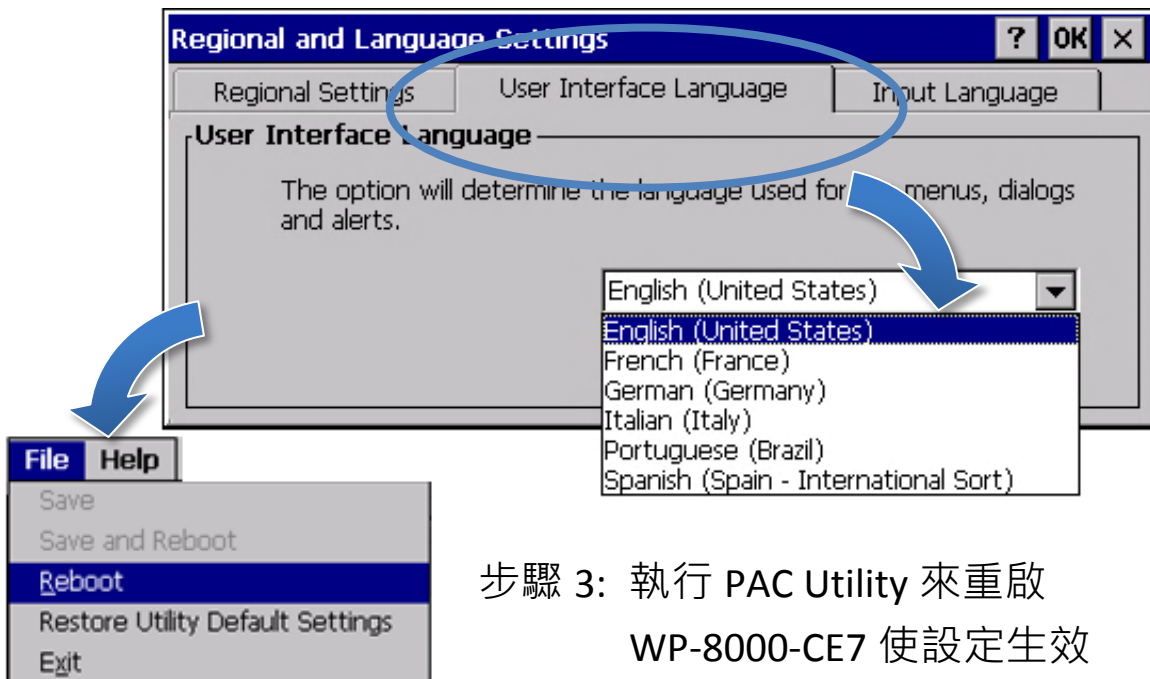 Regional and Language Settings ? OK ×
Regional Settings User Interface Language Input Language
User Interface Language
The option will determine the language used for menus, dialogs
and alerts.
English (United States)
English (United States)
French (France)
German (Germany)
Italian (Italy)
Portuguese (Brazil)
Spanish (Spain - International Sort)
File Help
Save
Save and Reboot
Reboot
Restore Utility Default Settings
Exit
步驟 3: 執行 PAC Utility 來重啟
WP-8000-CE7 使設定生效